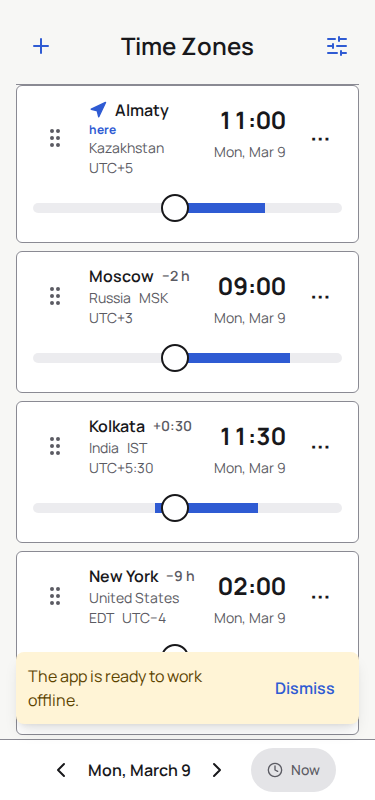 Time Zones
Almaty
here
Kazakhstan
UTC+5
11:00
Mon, Mar 9
Moscow −2 h
Russia MSK
UTC+3
09:00
Mon, Mar 9
Kolkata +0:30
India IST
UTC+5:30
11:30
Mon, Mar 9
New York −9 h
United States
EDT UTC−4
02:00
Mon, Mar 9
The app is ready to work
offline.
Dismiss
Mon, March 9
Now